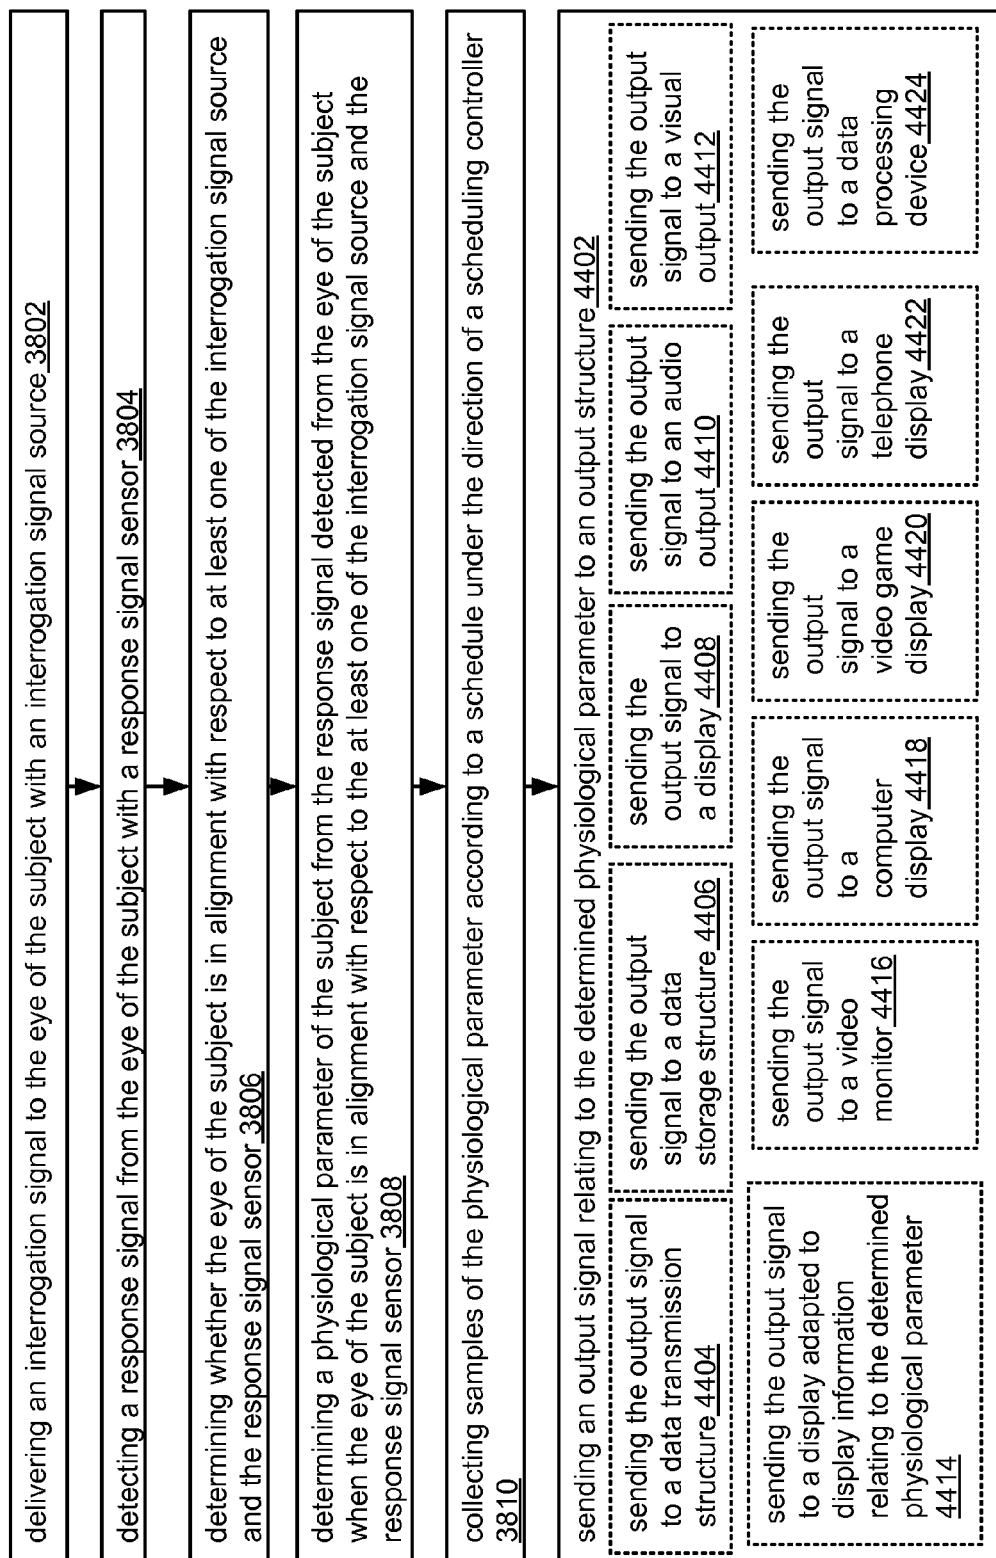 delivering an interrogation signal to the eye of the subject with an interrogation signal source 3802
detecting a response signal from the eye of the subject with a response signal sensor 3804
determining whether the eye of the subject is in alignment with respect to at least one of the interrogation signal source
and the response signal sensor 3806
determining a physiological parameter of the subject from the response signal detected from the eye of the subject
when the eye of the subject is in alignment with respect to the at least one of the interrogation signal source and the
response signal sensor 3808
collecting samples of the physiological parameter according to a schedule under the direction of a scheduling controller
3810
sending an output signal relating to the determined physiological parameter to an output structure 4402
sending the output signal
to a data transmission
structure 4404
sending the output
signal to a data
storage structure 4406
sending the
output signal to
a display 4408
sending the output
signal to an audio
output 4410
sending the output
signal to a visual
output 4412
sending the output signal
to a display adapted to
display information
relating to the determined
physiological parameter
4414
sending the
output signal
to a video
monitor 4416
sending the
output signal
to a
computer
display 4418
sending the
output
signal to a
video game
display 4420
sending the
output
signal to a
telephone
display 4422
sending the
output signal
to a data
processing
device 4424